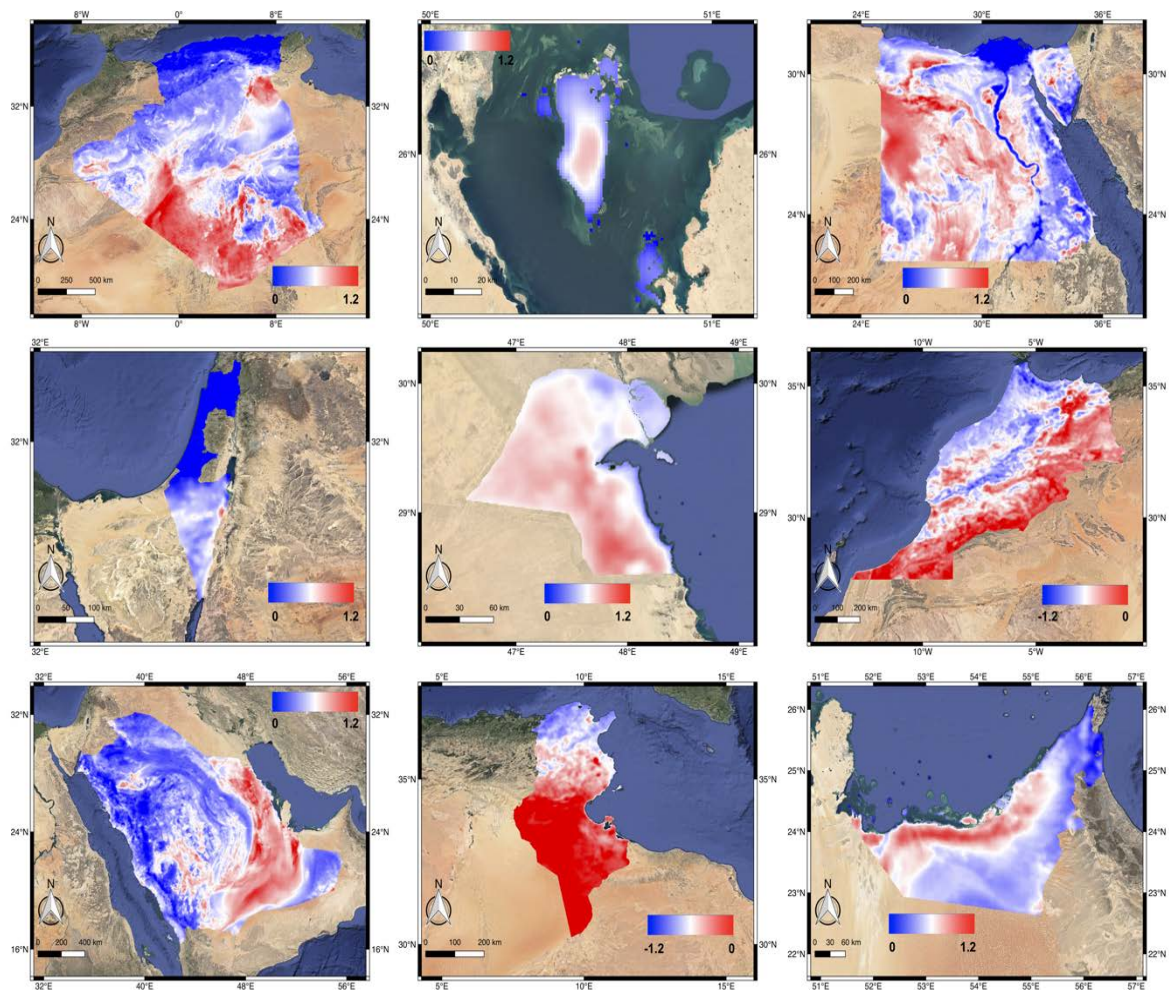 8°W 0° 8°E
32°N 32°N
24°N 24°N
N
0 250 500 km
0 1.2
8°W 0° 8°E
50°E 51°E
0 1.2
26°N 26°N
N
0 10 20 km
50°E 51°E
24°E 30°E 36°E
30°N 30°N
24°N 24°N
N
0 100 200 km
0 1.2
24°E 30°E 36°E
32°E
32°N 32°N
N
0 50 100 km
0 1.2
32°E
47°E 48°E 49°E
30°N 30°N
29°N 29°N
N
0 30 60 km
0 1.2
47°E 48°E 49°E
10°W 5°W
35°N 35°N
30°N 30°N
N
0 100 200 km
-1.2 0
10°W 5°W
32°E 40°E 48°E 56°E
0 1.2
32°N 32°N
24°N 24°N
N
0 200 400 km
16°N 16°N
32°E 40°E 48°E 56°E
5°E 10°E 15°E
35°N 35°N
N
0 100 200 km
-1.2 0
30°N 30°N
5°E 10°E 15°E
51°E 52°E 53°E 54°E 55°E 56°E 57°E
26°N 26°N
25°N 25°N
24°N 24°N
23°N 23°N
N
0 30 60 km
0 1.2
22°N 22°N
51°E 52°E 53°E 54°E 55°E 56°E 57°E